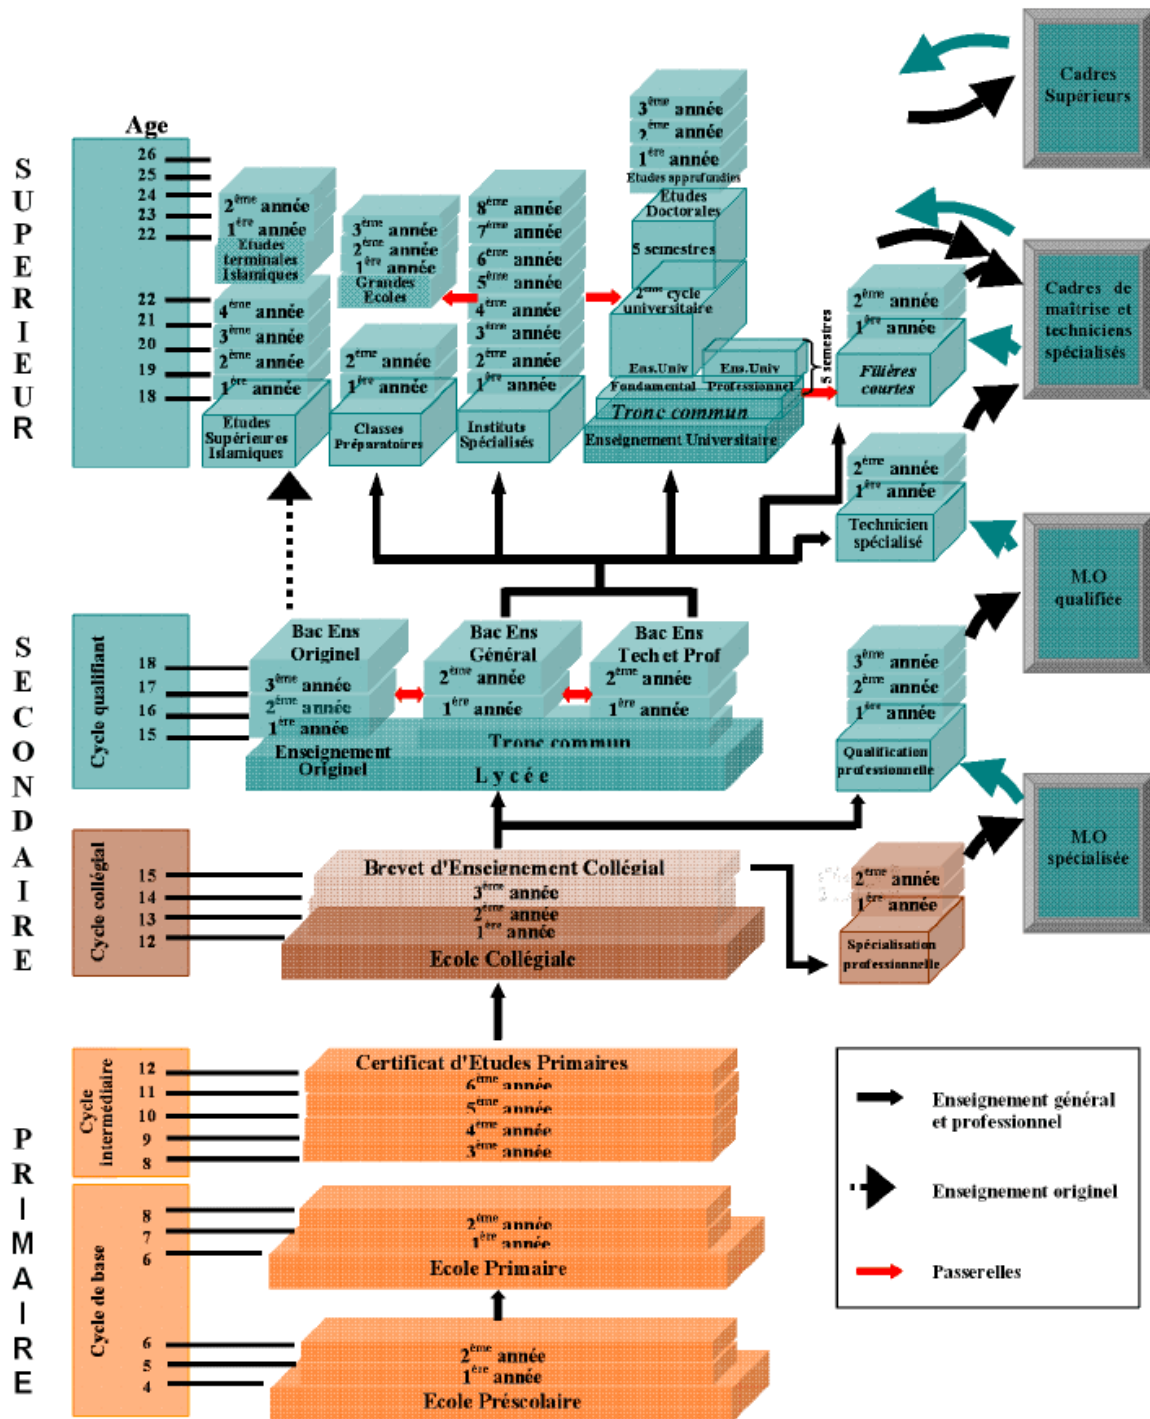 SUPERIEUR
Age
26
25
24
23
22
22
21
20
19
18
2ème année
1ère année
Etudes
terminales
Islamiques
4ème année
3ème année
2ème année
1ère année
Etudes
Supérieures
Islamiques
3ème année
2ème année
1ère année
Grandes
Ecoles
2ème année
1ère année
Classes
Préparatoires
8ème année
7ème année
6ème année
5ème année
4ème année
3ème année
2ème année
1ère année
Instituts
Spécialisés
3ème année
2ème année
1ère année
Etudes approfondies
Etudes
Doctorales
5 semestres
2ème cycle
universitaire
Ens.Univ
Fondamental
Ens.Univ
Professionnel
5 semestres
Tronc commun
Enseignement Universitaire
2ème année
1ère année
Filières
courtes
2ème année
1ère année
Technicien
spécialisé
Cadres
Supérieurs
Cadres de
maîtrise et
techniciens
spécialisés
M.O
qualifiée
M.O
spécialisée
SECONDAIRE
Cycle qualifiant
18
17
16
15
Bac Ens
Originel
3ème année
2ème année
1ère année
Enseignement
Originel
Bac Ens
Général
2ème année
1ère année
Bac Ens
Tech et Prof
2ème année
1ère année
Tronc commun
Lycée
3ème année
2ème année
1ère année
Qualification
professionnelle
Cycle collégial
15
14
13
12
Brevet d'Enseignement Collégial
3ème année
2ème année
1ère année
Ecole Collégiale
2ème année
1ère année
Spécialisation
professionnelle
PRIMAIRE
Cycle
intermédiaire
12
11
10
9
8
Certificat d'Etudes Primaires
6ème année
5ème année
4ème année
3ème année
Cycle de base
8
7
6
2ème année
1ère année
Ecole Primaire
6
5
4
2ème année
1ère année
Ecole Préscolaire
Enseignement général
et professionnel
Enseignement originel
Passerelles